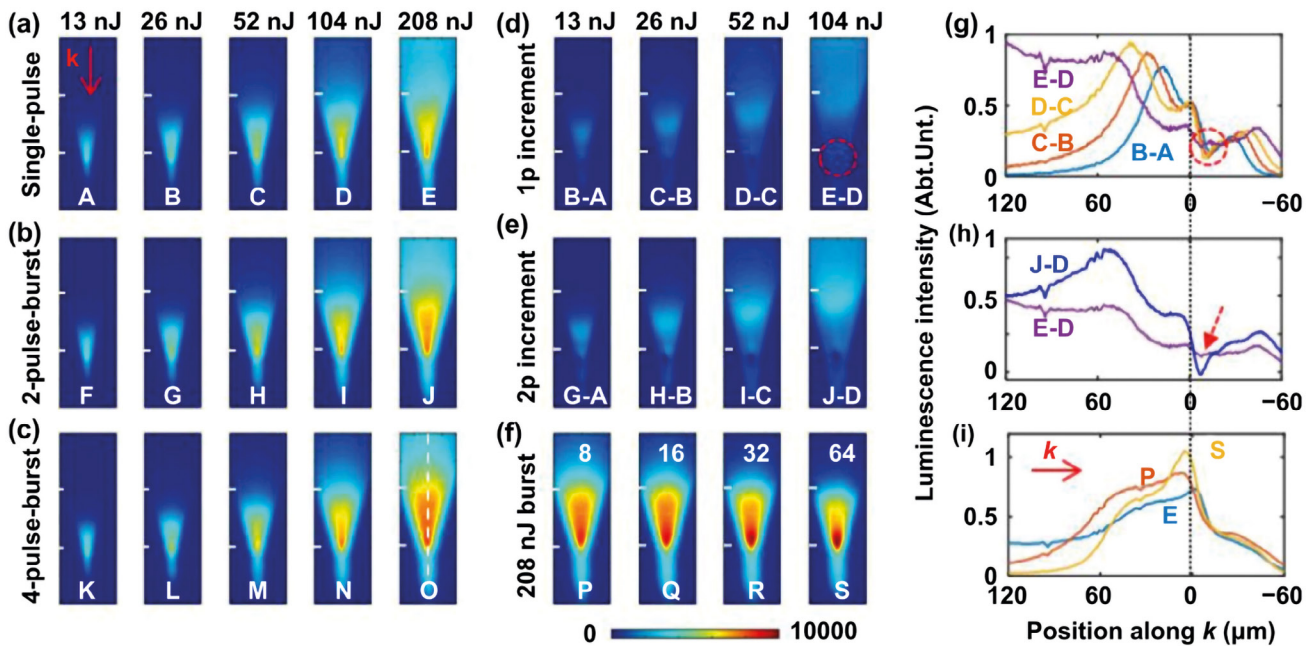 (a) 13 nJ 26 nJ 52 nJ 104 nJ 208 nJ
k
Single-pulse
A B C D E
(b)
2-pulse-burst
F G H I J
(c)
4-pulse-burst
K L M N O
(d) 13 nJ 26 nJ 52 nJ 104 nJ
1p increment
B-A C-B D-C E-D
(e)
2p increment
G-A H-B I-C J-D
(f)
208 nJ burst
8 16 32 64
P Q R S
0 10000
Luminescence intensity (Abt.Unt.)
(g)
1
0.5
0
E-D
D-C
C-B
B-A
120 60 0 −60
(h)
1
0.5
0
J-D
E-D
120 60 0 −60
(i)
1
0.5
0
k
S
P
E
120 60 0 −60
Position along k (μm)